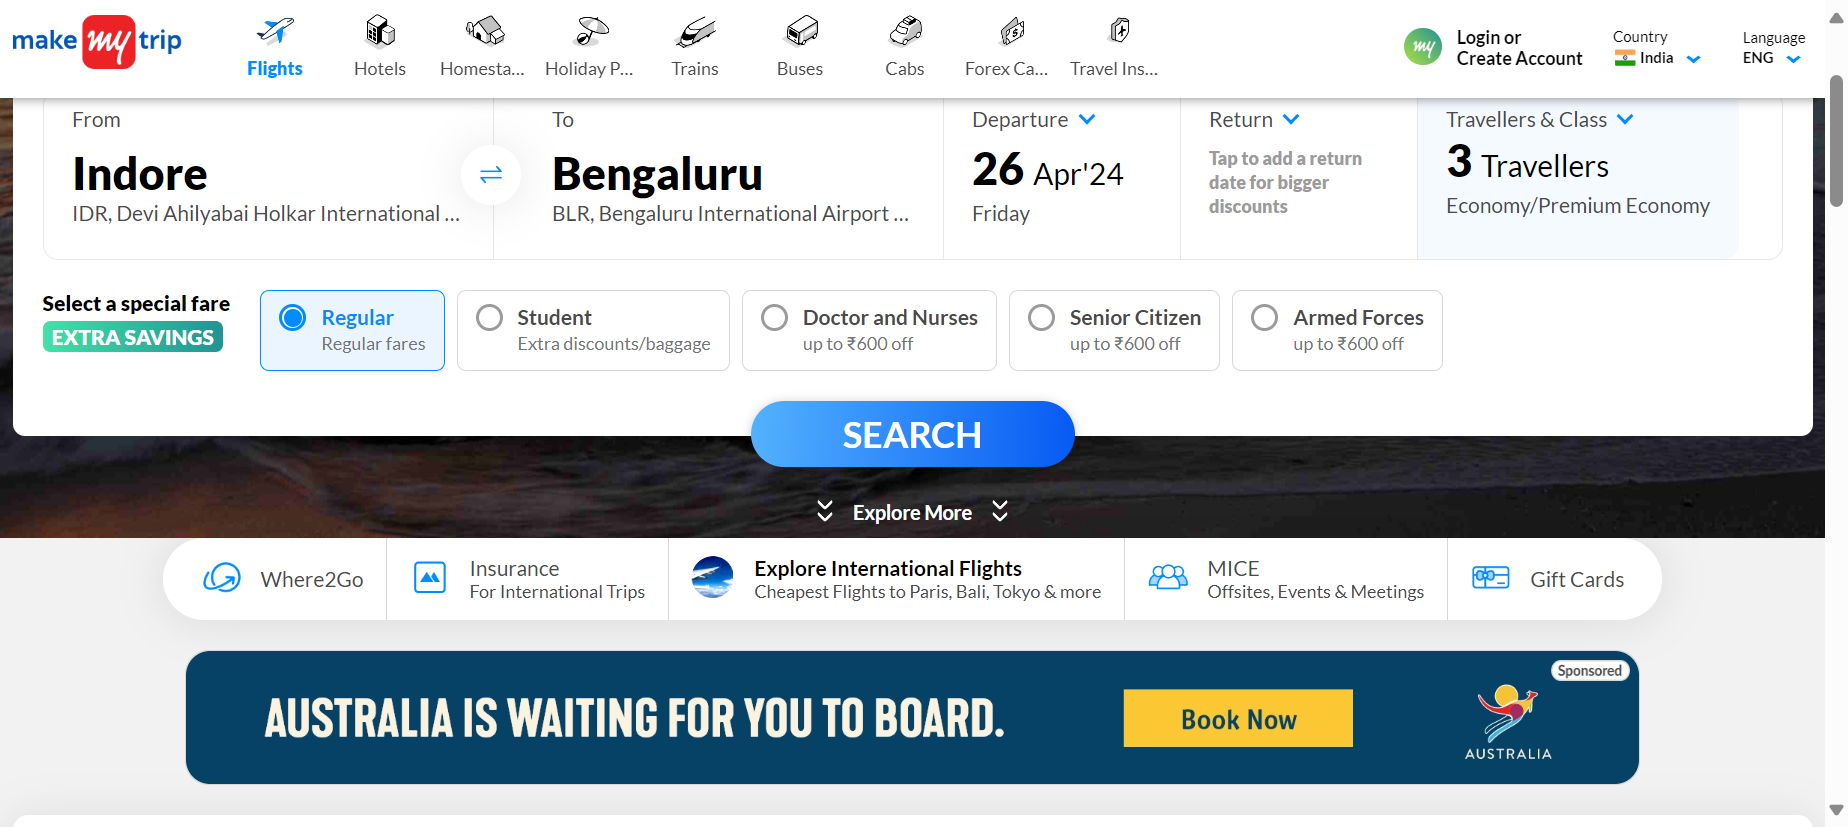 make my trip
Flights
Hotels
Homesta...
Holiday P...
Trains
Buses
Cabs
Forex Ca...
Travel Ins...
my
Login or
Create Account
Country
India
Language
ENG
From
Indore
IDR, Devi Ahilyabai Holkar International ...
To
Bengaluru
BLR, Bengaluru International Airport ...
Departure
26 Apr'24
Friday
Return
Tap to add a return
date for bigger
discounts
Travellers & Class
3 Travellers
Economy/Premium Economy
Select a special fare
EXTRA SAVINGS
Regular
Regular fares
Student
Extra discounts/baggage
Doctor and Nurses
up to ₹600 off
Senior Citizen
up to ₹600 off
Armed Forces
up to ₹600 off
SEARCH
Explore More
Where2Go
Insurance
For International Trips
Explore International Flights
Cheapest Flights to Paris, Bali, Tokyo & more
MICE
Offsites, Events & Meetings
Gift Cards
Sponsored
AUSTRALIA IS WAITING FOR YOU TO BOARD.
Book Now
AUSTRALIA